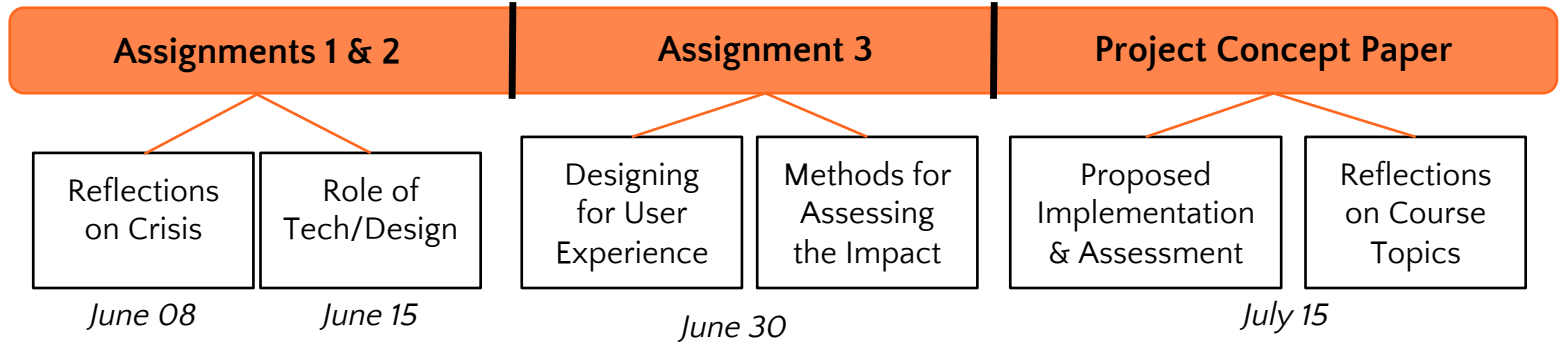 Assignments 1 & 2
Assignment 3
Project Concept Paper
Reflections
on Crisis
Role of
Tech/Design
Designing
for User
Experience
Methods for
Assessing
the Impact
Proposed
Implementation
& Assessment
Reflections
on Course
Topics
June 08
June 15
June 30
July 15